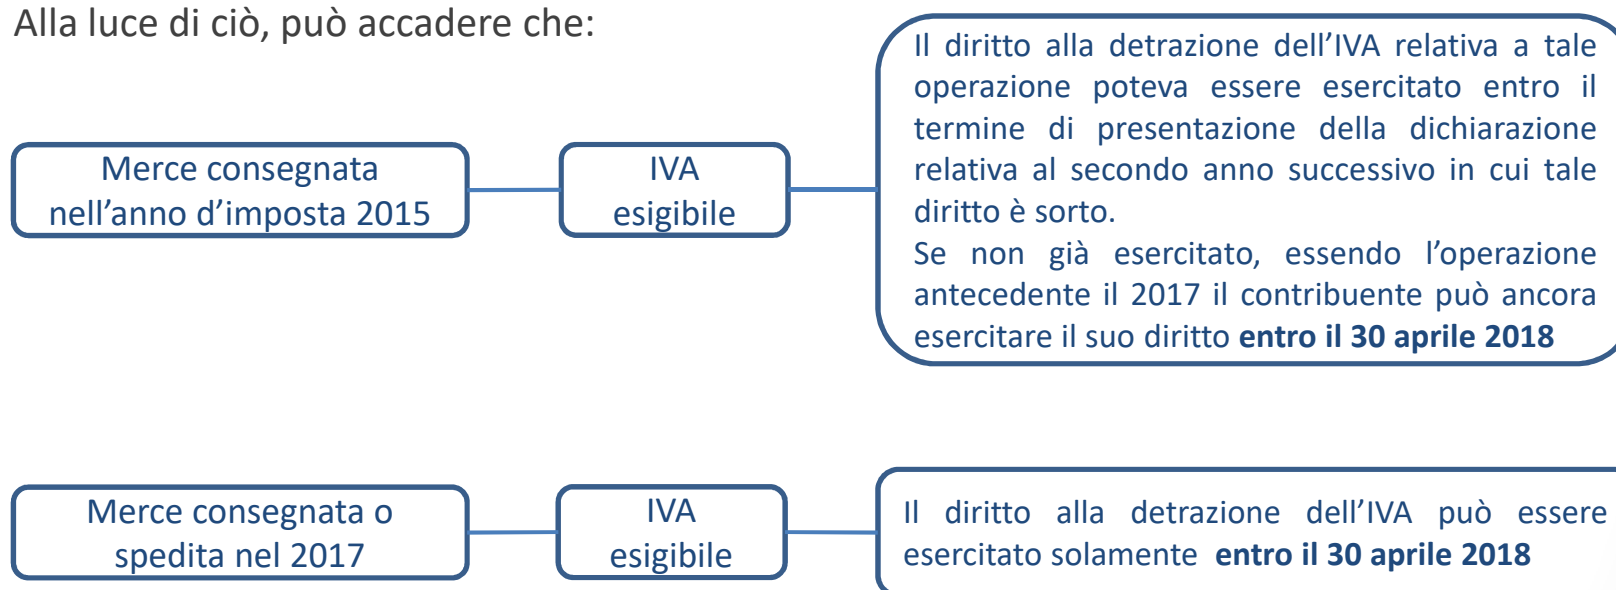 Alla luce di ciò, può accadere che:
Merce consegnata
nell’anno d’imposta 2015
IVA
esigibile
Il diritto alla detrazione dell’IVA relativa a tale
operazione poteva essere esercitato entro il
termine di presentazione della dichiarazione
relativa al secondo anno successivo in cui tale
diritto è sorto.
Se non già esercitato, essendo l’operazione
antecedente il 2017 il contribuente può ancora
esercitare il suo diritto entro il 30 aprile 2018
Merce consegnata o
spedita nel 2017
IVA
esigibile
Il diritto alla detrazione dell’IVA può essere
esercitato solamente entro il 30 aprile 2018